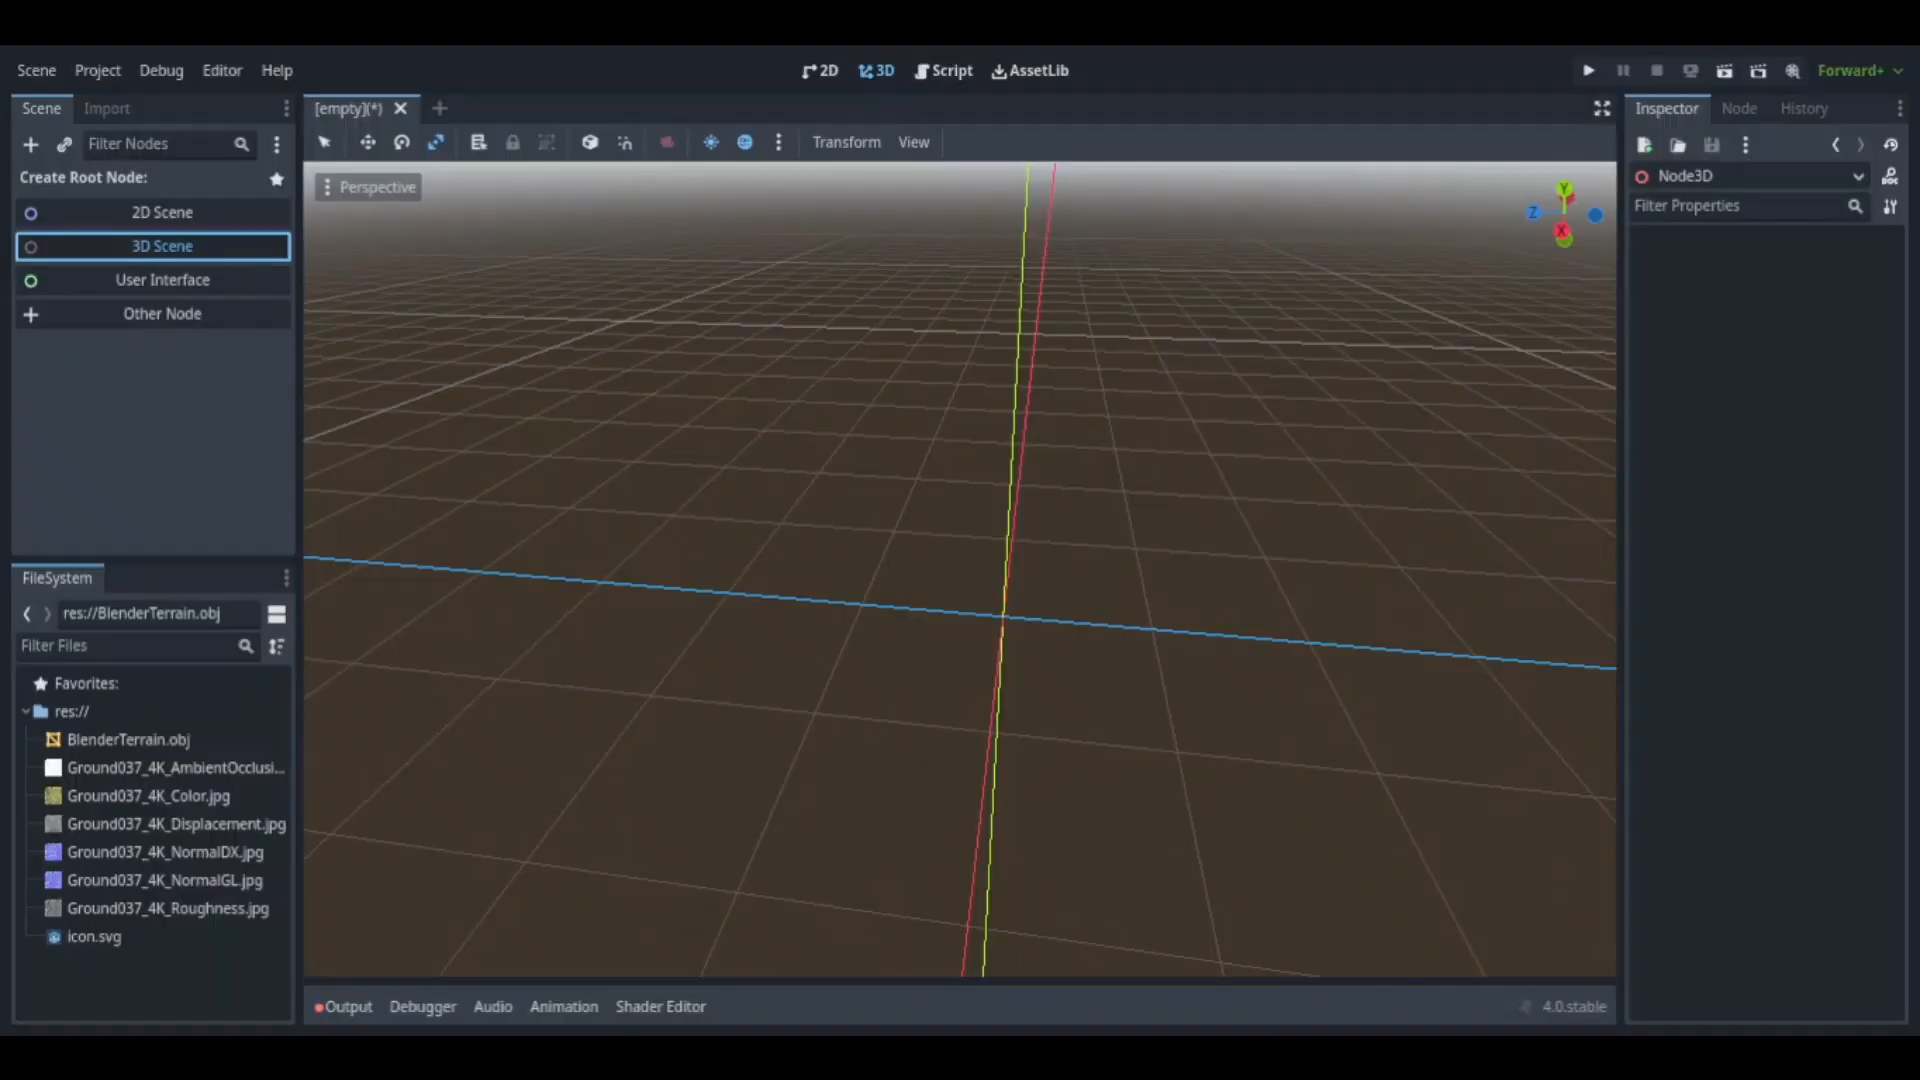 Scene Project Debug Editor Help
2D 3D Script AssetLib
Forward+
Scene Import
[empty](*)
Inspector Node History
Filter Nodes
Transform View
Create Root Node:
2D Scene
3D Scene
User Interface
Other Node
Perspective
Y
Z
X
Node3D
DOC
Filter Properties
FileSystem
res://BlenderTerrain.obj
Filter Files
Favorites:
res://
BlenderTerrain.obj
Ground037_4K_AmbientOcclusi...
Ground037_4K_Color.jpg
Ground037_4K_Displacement.jpg
Ground037_4K_NormalDX.jpg
Ground037_4K_NormalGL.jpg
Ground037_4K_Roughness.jpg
icon.svg
Output Debugger Audio Animation Shader Editor
4.0.stable